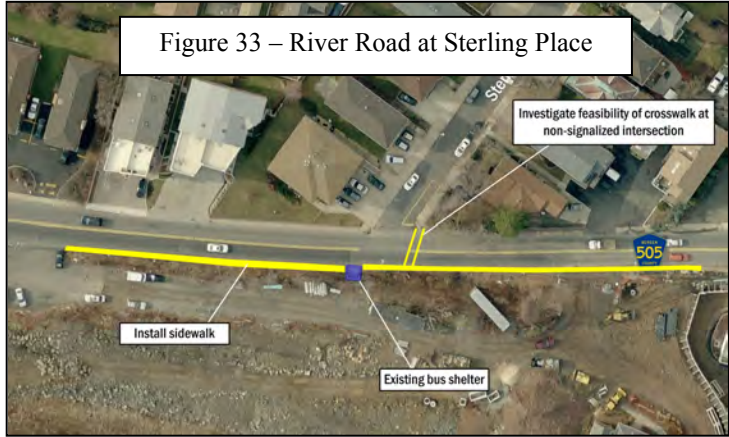 Figure 33 – River Road at Sterling Place
Investigate feasibility of crosswalk at
non-signalized intersection
505
Install sidewalk
Existing bus shelter